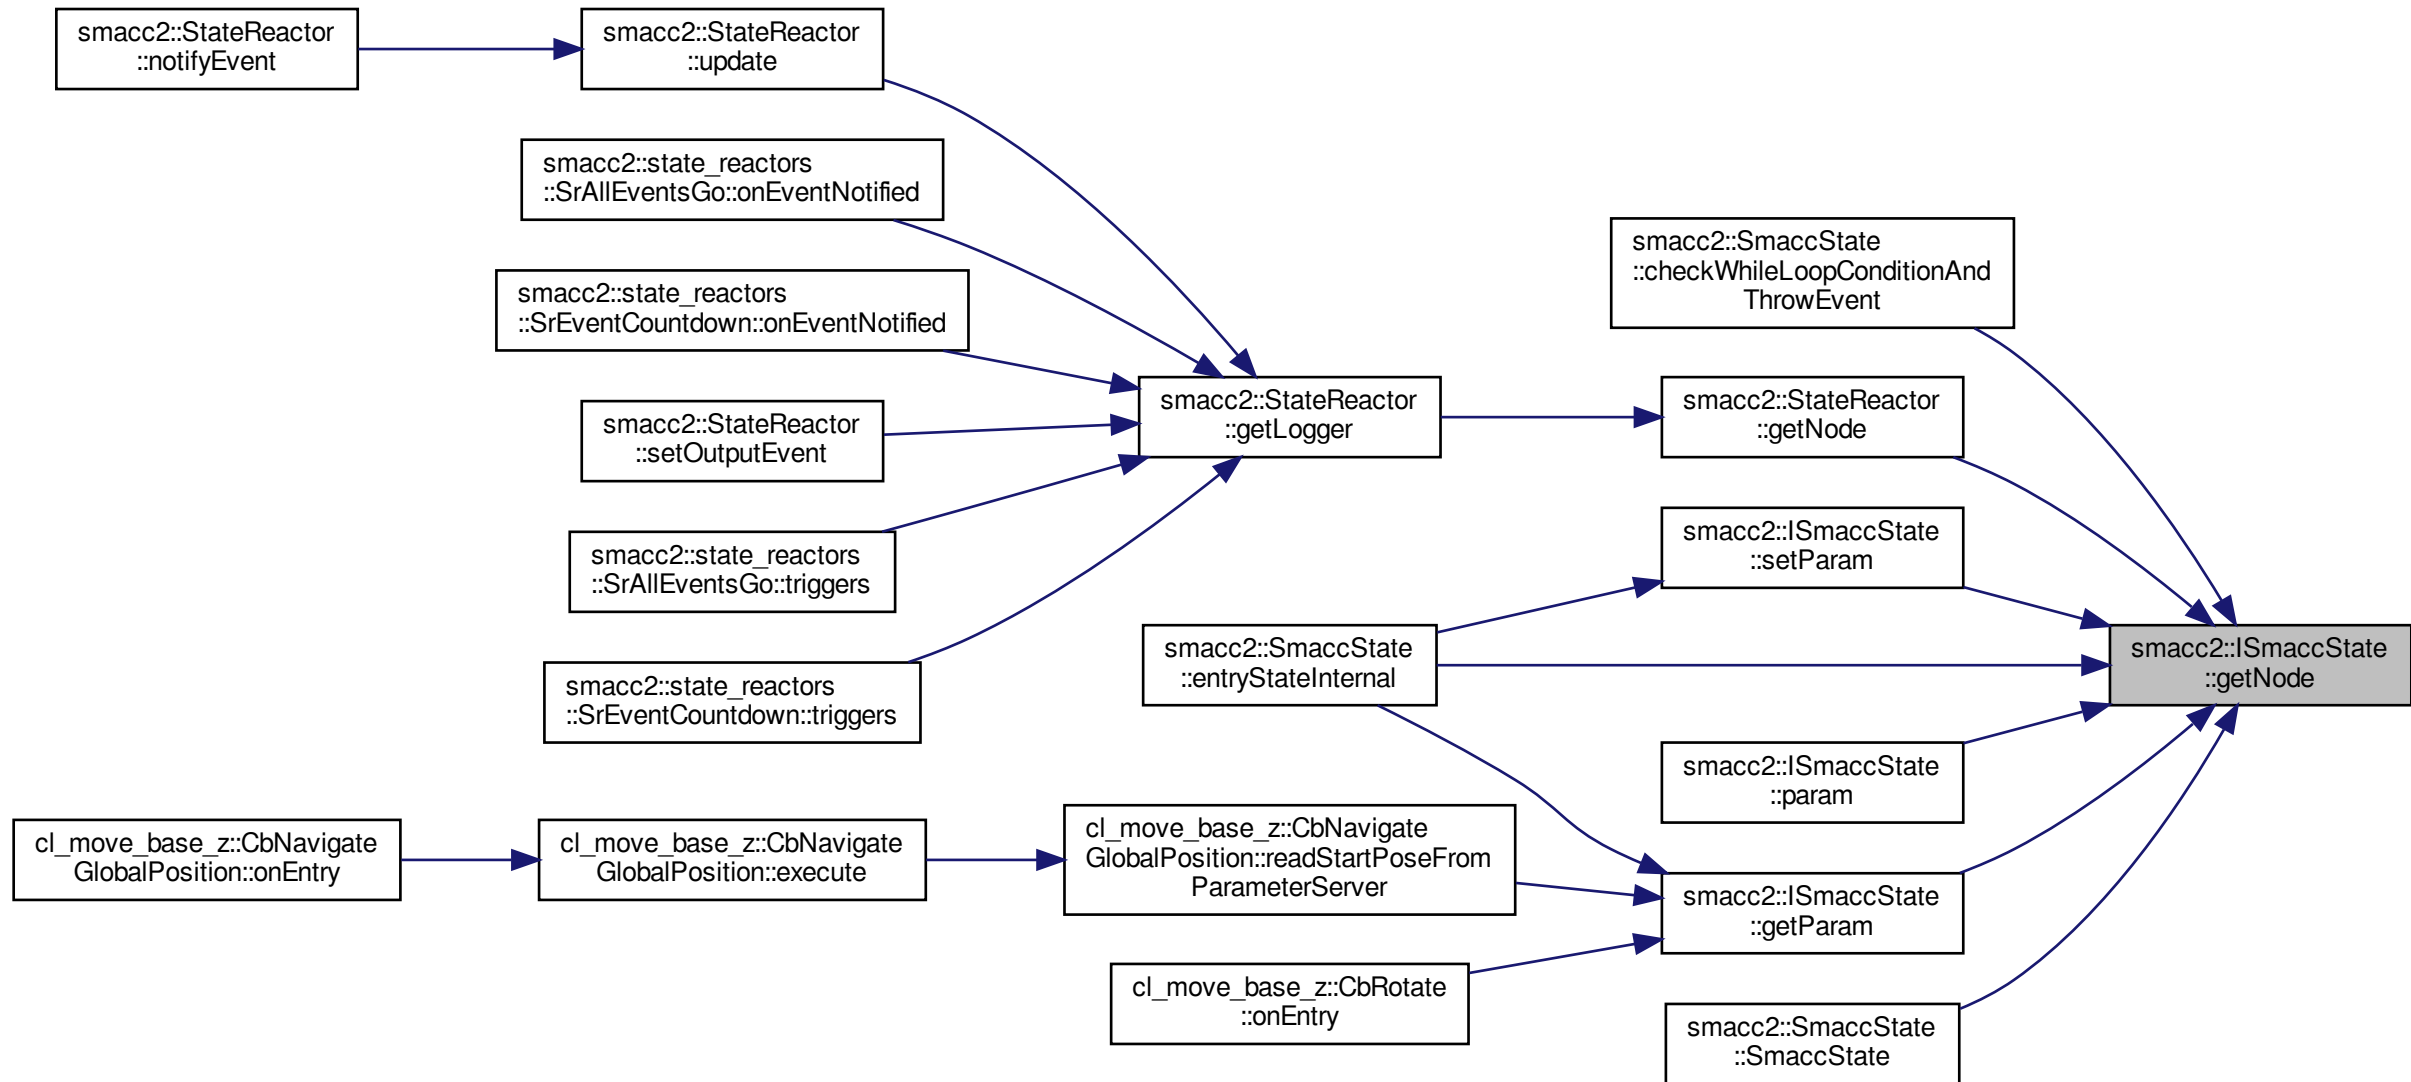 smacc2::StateReactor
::notifyEvent
smacc2::StateReactor
::update
smacc2::state_reactors
::SrAllEventsGo::onEventNotified
smacc2::state_reactors
::SrEventCountdown::onEventNotified
smacc2::StateReactor
::setOutputEvent
smacc2::state_reactors
::SrAllEventsGo::triggers
smacc2::state_reactors
::SrEventCountdown::triggers
smacc2::StateReactor
::getLogger
smacc2::SmaccState
::checkWhileLoopConditionAnd
ThrowEvent
smacc2::StateReactor
::getNode
smacc2::ISmaccState
::setParam
smacc2::SmaccState
::entryStateInternal
smacc2::ISmaccState
::getNode
smacc2::ISmaccState
::param
cl_move_base_z::CbNavigate
GlobalPosition::onEntry
cl_move_base_z::CbNavigate
GlobalPosition::execute
cl_move_base_z::CbNavigate
GlobalPosition::readStartPoseFrom
ParameterServer
smacc2::ISmaccState
::getParam
cl_move_base_z::CbRotate
::onEntry
smacc2::SmaccState
::SmaccState